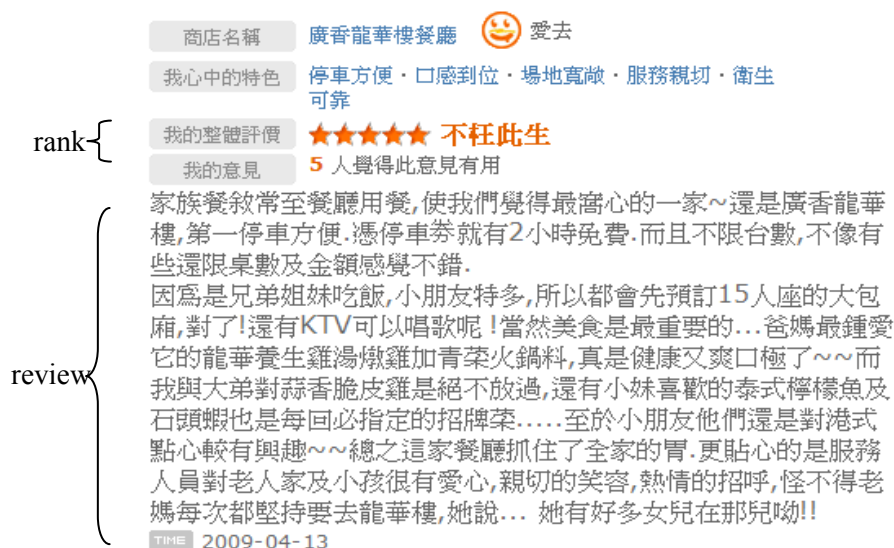 商店名稱 廣香龍華樓餐廳 愛去
我心中的特色 停車方便・口感到位・場地寬敞・服務親切・衛生
可靠
rank 我的整體評價 ★★★★★ 不枉此生
我的意見 5 人覺得此意見有用
家族餐敘常至餐廳用餐,使我們覺得最窩心的一家~還是廣香龍華
樓,第一停車方便.憑停車券就有2小時免費.而且不限台數,不像有
些還限桌數及金額感覺不錯.
因為是兄弟姐妹吃飯,小朋友特多,所以都會先預訂15人座的大包
廂,對了!還有KTV可以唱歌呢 !當然美食是最重要的...爸媽最鍾愛
它的龍華養生雞湯燉雞加青菜火鍋料,真是健康又爽口極了~~而
review 我與大弟對蒜香脆皮雞是絕不放過,還有小妹喜歡的泰式檸檬魚及
石頭蝦也是每回必指定的招牌菜.....至於小朋友他們還是對港式
點心較有興趣~~總之這家餐廳抓住了全家的胃.更貼心的是服務
人員對老人家及小孩很有愛心,親切的笑容,熱情的招呼,怪不得老
媽每次都堅持要去龍華樓,她說... 她有好多女兒在那兒呦!!
TIME 2009-04-13